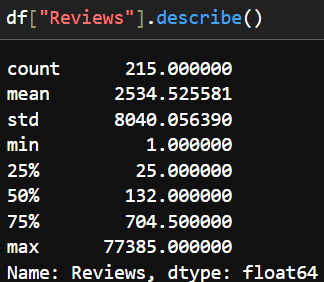 df["Reviews"].describe()
count 215.000000
mean 2534.525581
std 8040.056390
min 1.000000
25% 25.000000
50% 132.000000
75% 704.500000
max 77385.000000
Name: Reviews, dtype: float64